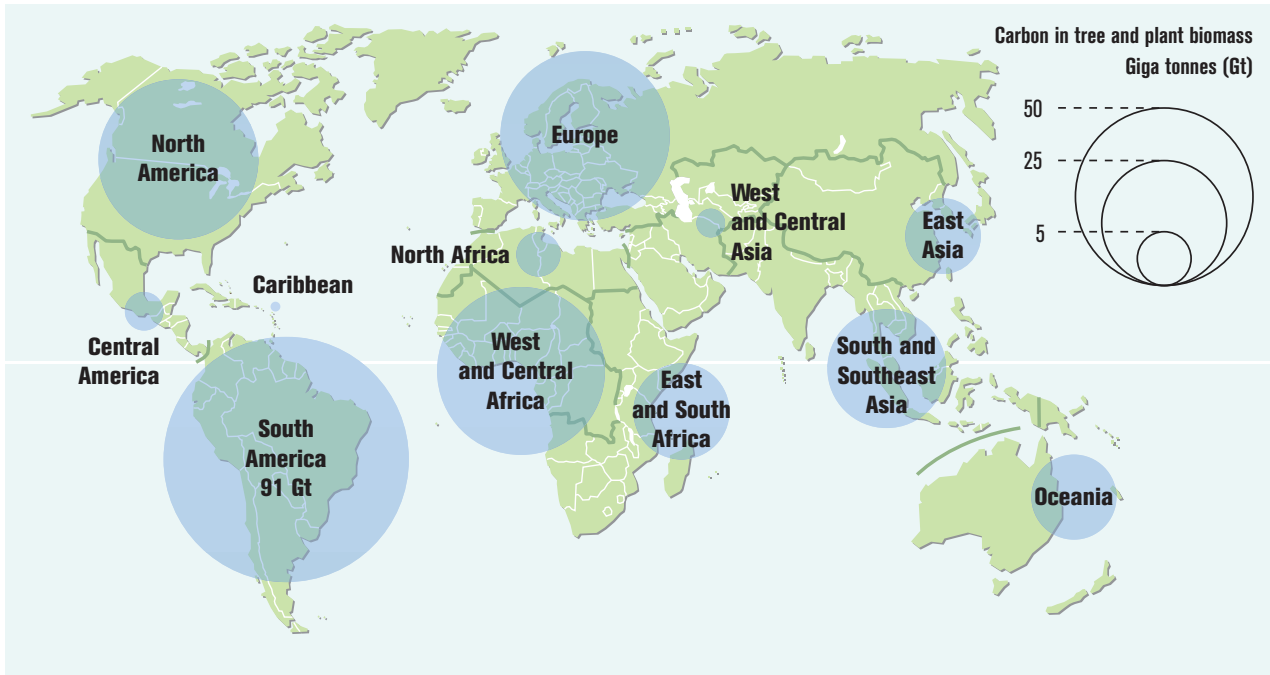 Carbon in tree and plant biomass
Giga tonnes (Gt)
50
25
5
North
America
Europe
West
and Central
Asia
East
Asia
North Africa
Caribbean
Central
America
West
and Central
Africa
South and
Southeast
Asia
East
and South
Africa
South
America
91 Gt
Oceania